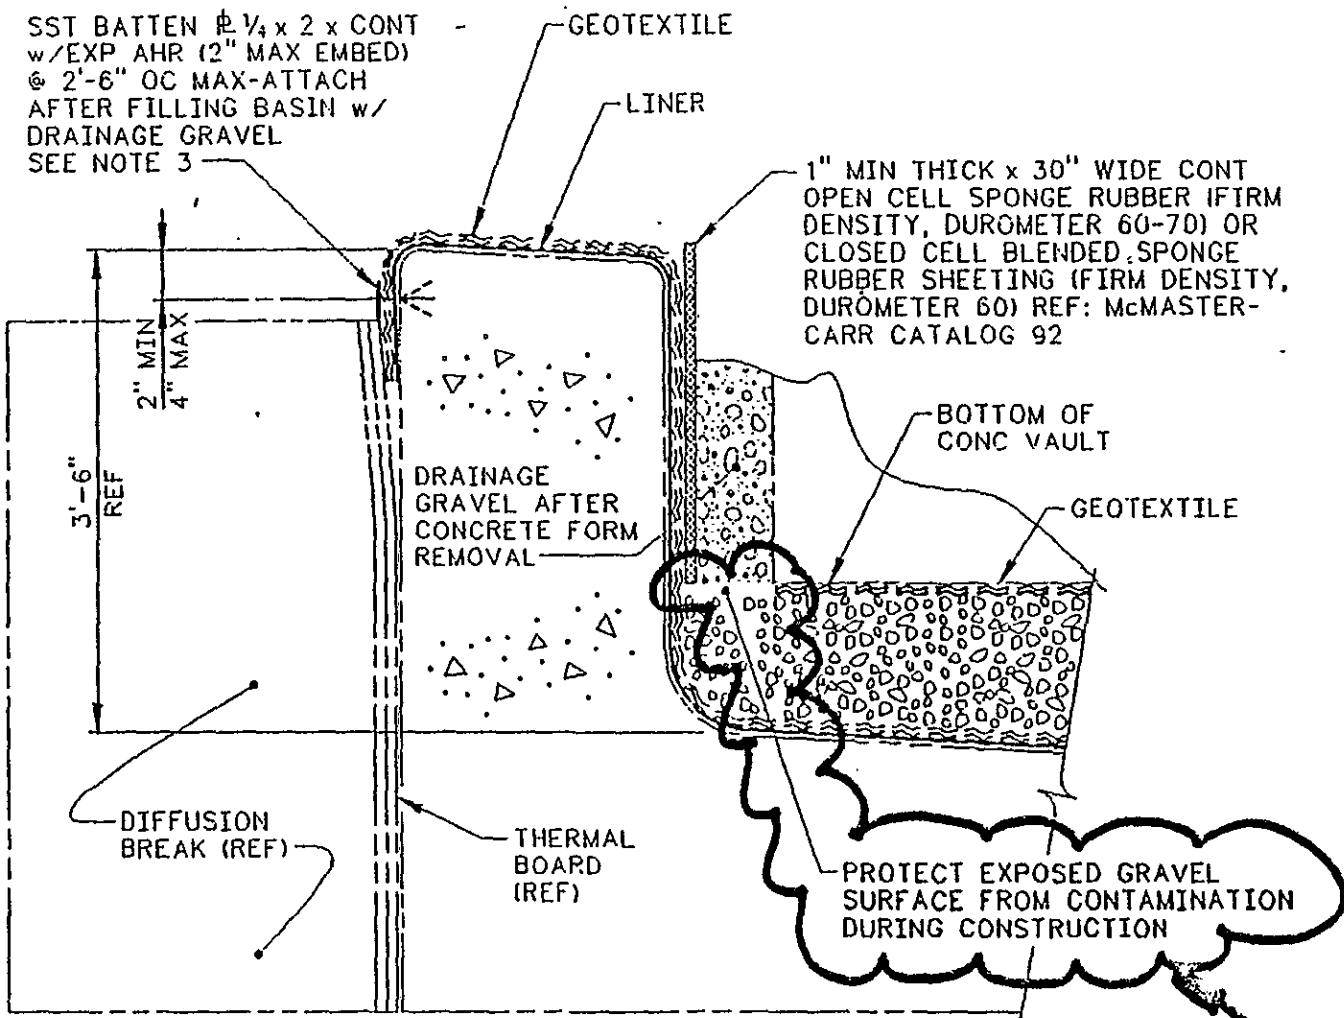 SST BATTEN ⅊ 1/4 x 2 x CONT
w/EXP AHR (2" MAX EMBED)
@ 2'-6" OC MAX-ATTACH
AFTER FILLING BASIN w/
DRAINAGE GRAVEL
SEE NOTE 3
GEOTEXTILE
LINER
1" MIN THICK x 30" WIDE CONT
OPEN CELL SPONGE RUBBER (FIRM
DENSITY, DUROMETER 60-70) OR
CLOSED CELL BLENDED SPONGE
RUBBER SHEETING (FIRM DENSITY,
DUROMETER 60) REF: McMASTER-
CARR CATALOG 92
2" MIN
4" MAX
3'-6"
REF
DRAINAGE
GRAVEL AFTER
CONCRETE FORM
REMOVAL
BOTTOM OF
CONC VAULT
GEOTEXTILE
DIFFUSION
BREAK (REF)
THERMAL
BOARD
(REF)
PROTECT EXPOSED GRAVEL
SURFACE FROM CONTAMINATION
DURING CONSTRUCTION